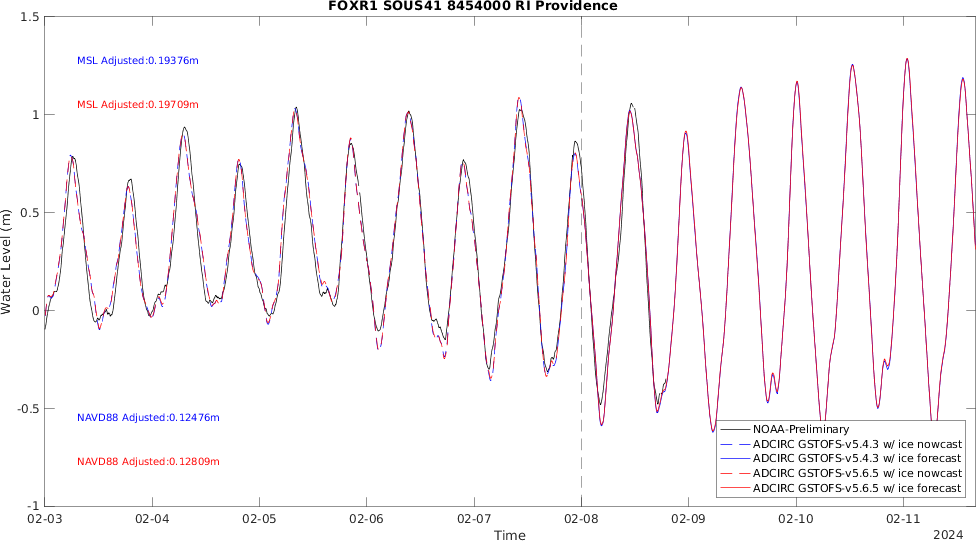 FOXR1 SOUS41 8454000 RI Providence
1.5
MSL Adjusted:0.19376m
MSL Adjusted:0.19709m
1
0.5
Water Level (m)
0
-0.5
NAVD88 Adjusted:0.12476m
NAVD88 Adjusted:0.12809m
NOAA-Preliminary
ADCIRC GSTOFS-v5.4.3 w/ ice nowcast
ADCIRC GSTOFS-v5.4.3 w/ ice forecast
ADCIRC GSTOFS-v5.6.5 w/ ice nowcast
ADCIRC GSTOFS-v5.6.5 w/ ice forecast
-1
02-03 02-04 02-05 02-06 02-07 02-08 02-09 02-10 02-11
Time
2024